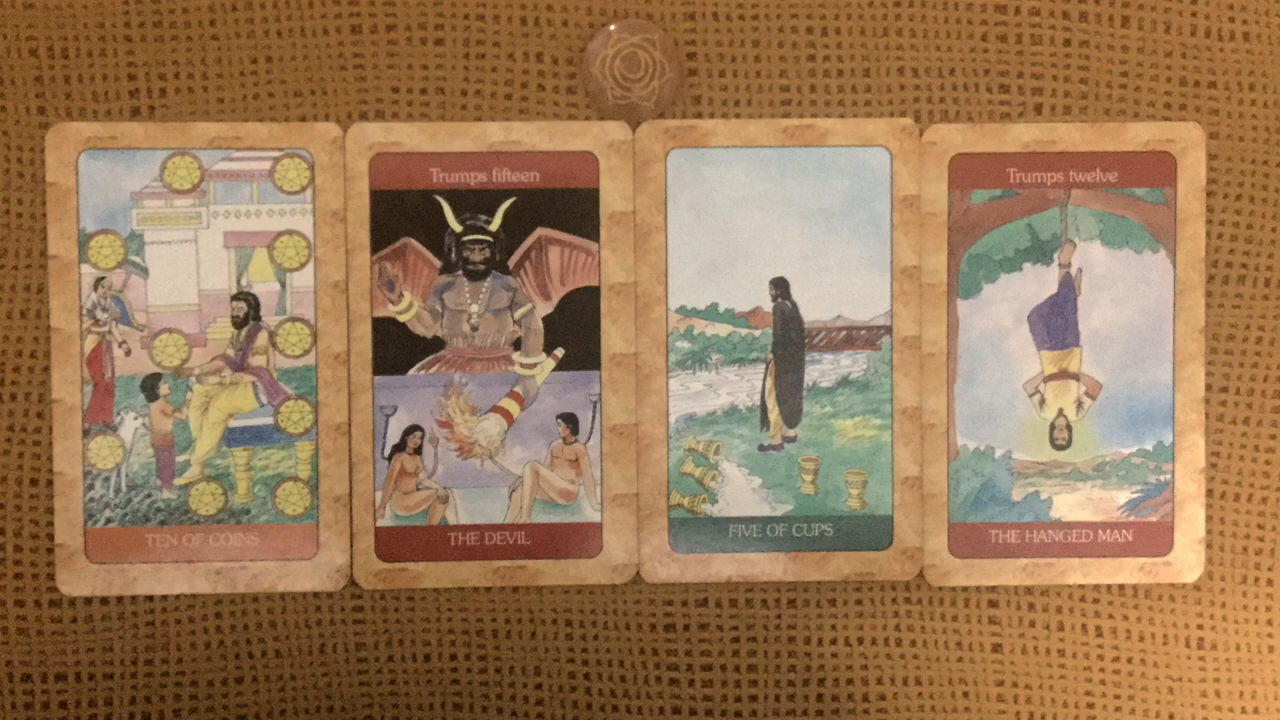 TEN OF COINS
Trumps fifteen
THE DEVIL
FIVE OF CUPS
Trumps twelve
THE HANGED MAN